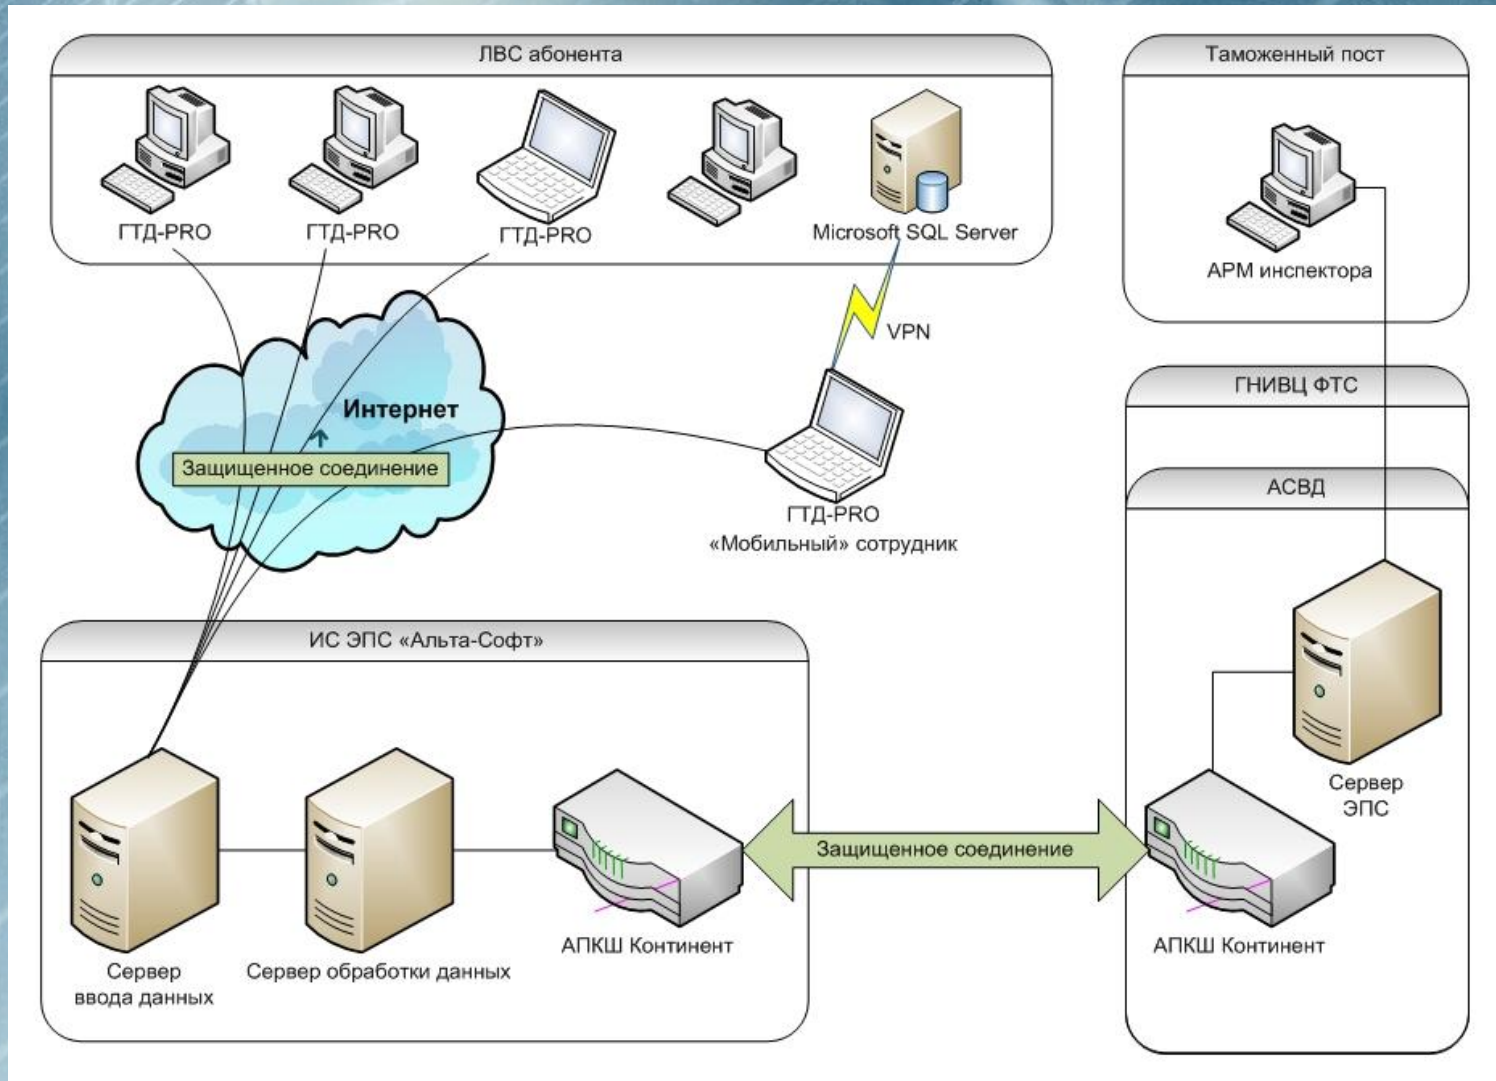 ЛВС абонента
ГТД-PRO
ГТД-PRO
ГТД-PRO
Microsoft SQL Server
VPN
Интернет
Защищенное соединение
ГТД-PRO
«Мобильный» сотрудник
Таможенный пост
АРМ инспектора
ГНИВЦ ФТС
АСВД
Сервер
ЭПС
АПКШ Континент
ИС ЭПС «Альта-Софт»
Сервер
ввода данных
Сервер обработки данных
АПКШ Континент
Защищенное соединение